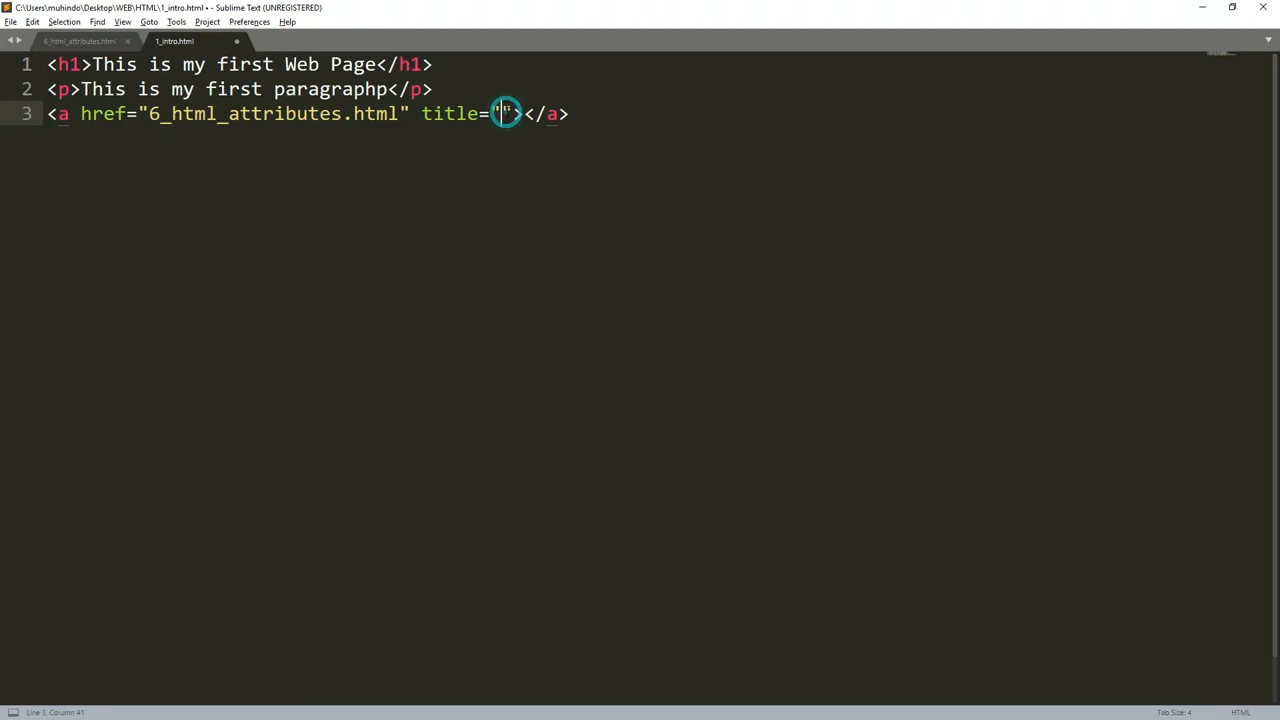 C:\Users\muhindo\Desktop\WEB\HTML\1_intro.html • - Sublime Text (UNREGISTERED)
File Edit Selection Find View Goto Tools Project Preferences Help
6_html_attributes.html × 1_intro.html •
1 <h1>This is my first Web Page</h1>
2 <p>This is my first paragraphp</p>
3 <a href="6_html_attributes.html" title=""></a>
Line 3, Column 41 Tab Size: 4 HTML